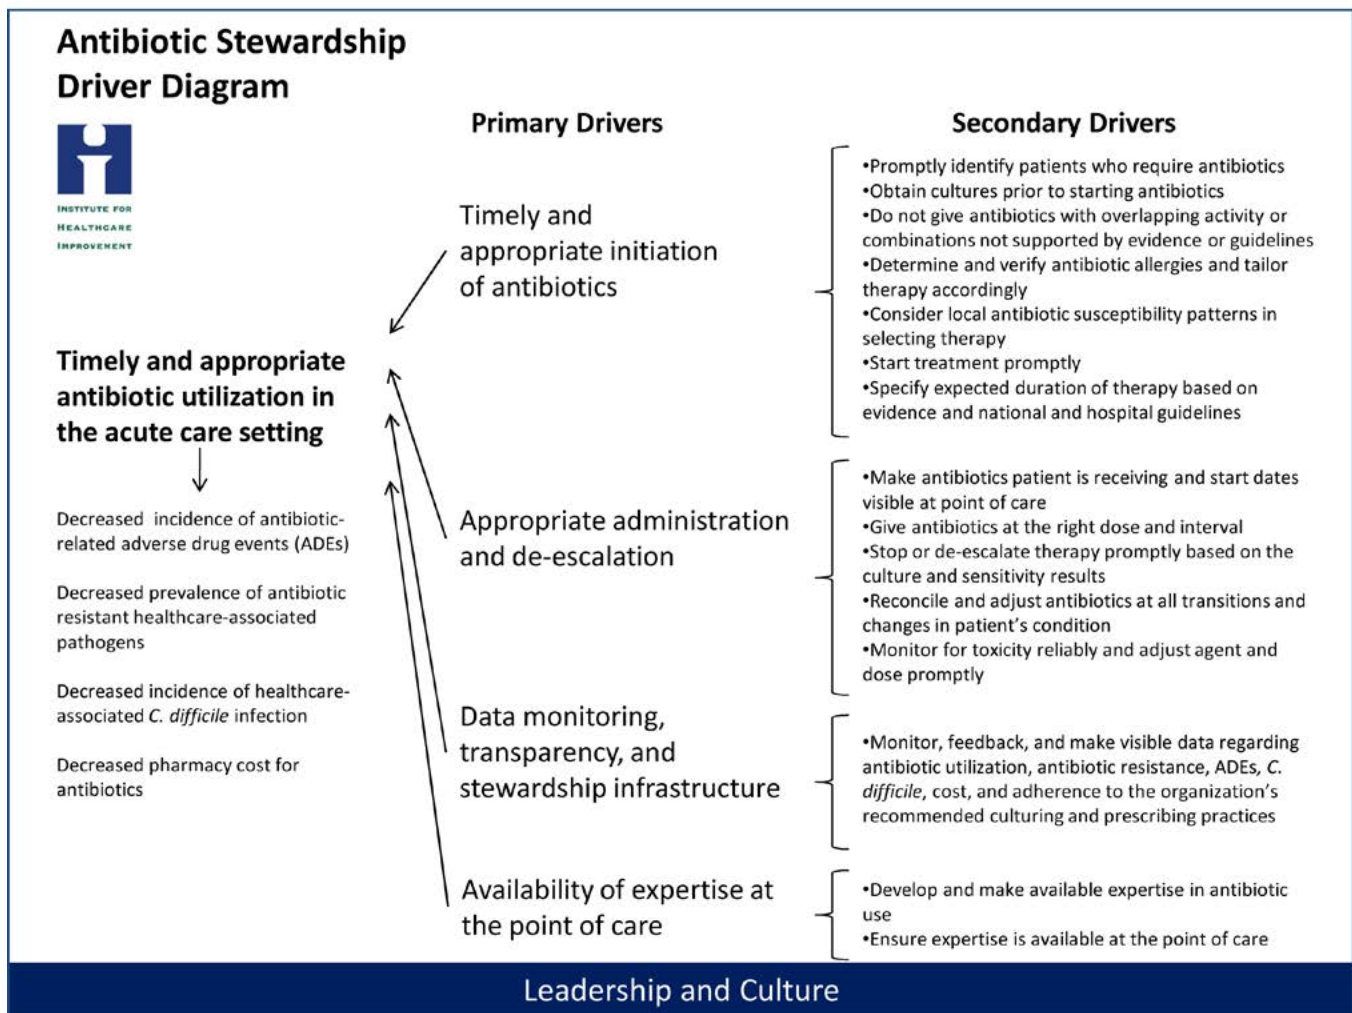 Antibiotic Stewardship
Driver Diagram
INSTITUTE FOR
HEALTHCARE
IMPROVEMENT
Timely and appropriate
antibiotic utilization in
the acute care setting
Decreased incidence of antibiotic-
related adverse drug events (ADEs)
Decreased prevalence of antibiotic
resistant healthcare-associated
pathogens
Decreased incidence of healthcare-
associated C. difficile infection
Decreased pharmacy cost for
antibiotics
Primary Drivers
Timely and
appropriate initiation
of antibiotics
Appropriate administration
and de-escalation
Data monitoring,
transparency, and
stewardship infrastructure
Availability of expertise at
the point of care
Secondary Drivers
•Promptly identify patients who require antibiotics
•Obtain cultures prior to starting antibiotics
•Do not give antibiotics with overlapping activity or
combinations not supported by evidence or guidelines
•Determine and verify antibiotic allergies and tailor
therapy accordingly
•Consider local antibiotic susceptibility patterns in
selecting therapy
•Start treatment promptly
•Specify expected duration of therapy based on
evidence and national and hospital guidelines
•Make antibiotics patient is receiving and start dates
visible at point of care
•Give antibiotics at the right dose and interval
•Stop or de-escalate therapy promptly based on the
culture and sensitivity results
•Reconcile and adjust antibiotics at all transitions and
changes in patient's condition
•Monitor for toxicity reliably and adjust agent and
dose promptly
•Monitor, feedback, and make visible data regarding
antibiotic utilization, antibiotic resistance, ADEs, C.
difficile, cost, and adherence to the organization's
recommended culturing and prescribing practices
•Develop and make available expertise in antibiotic
use
•Ensure expertise is available at the point of care
Leadership and Culture